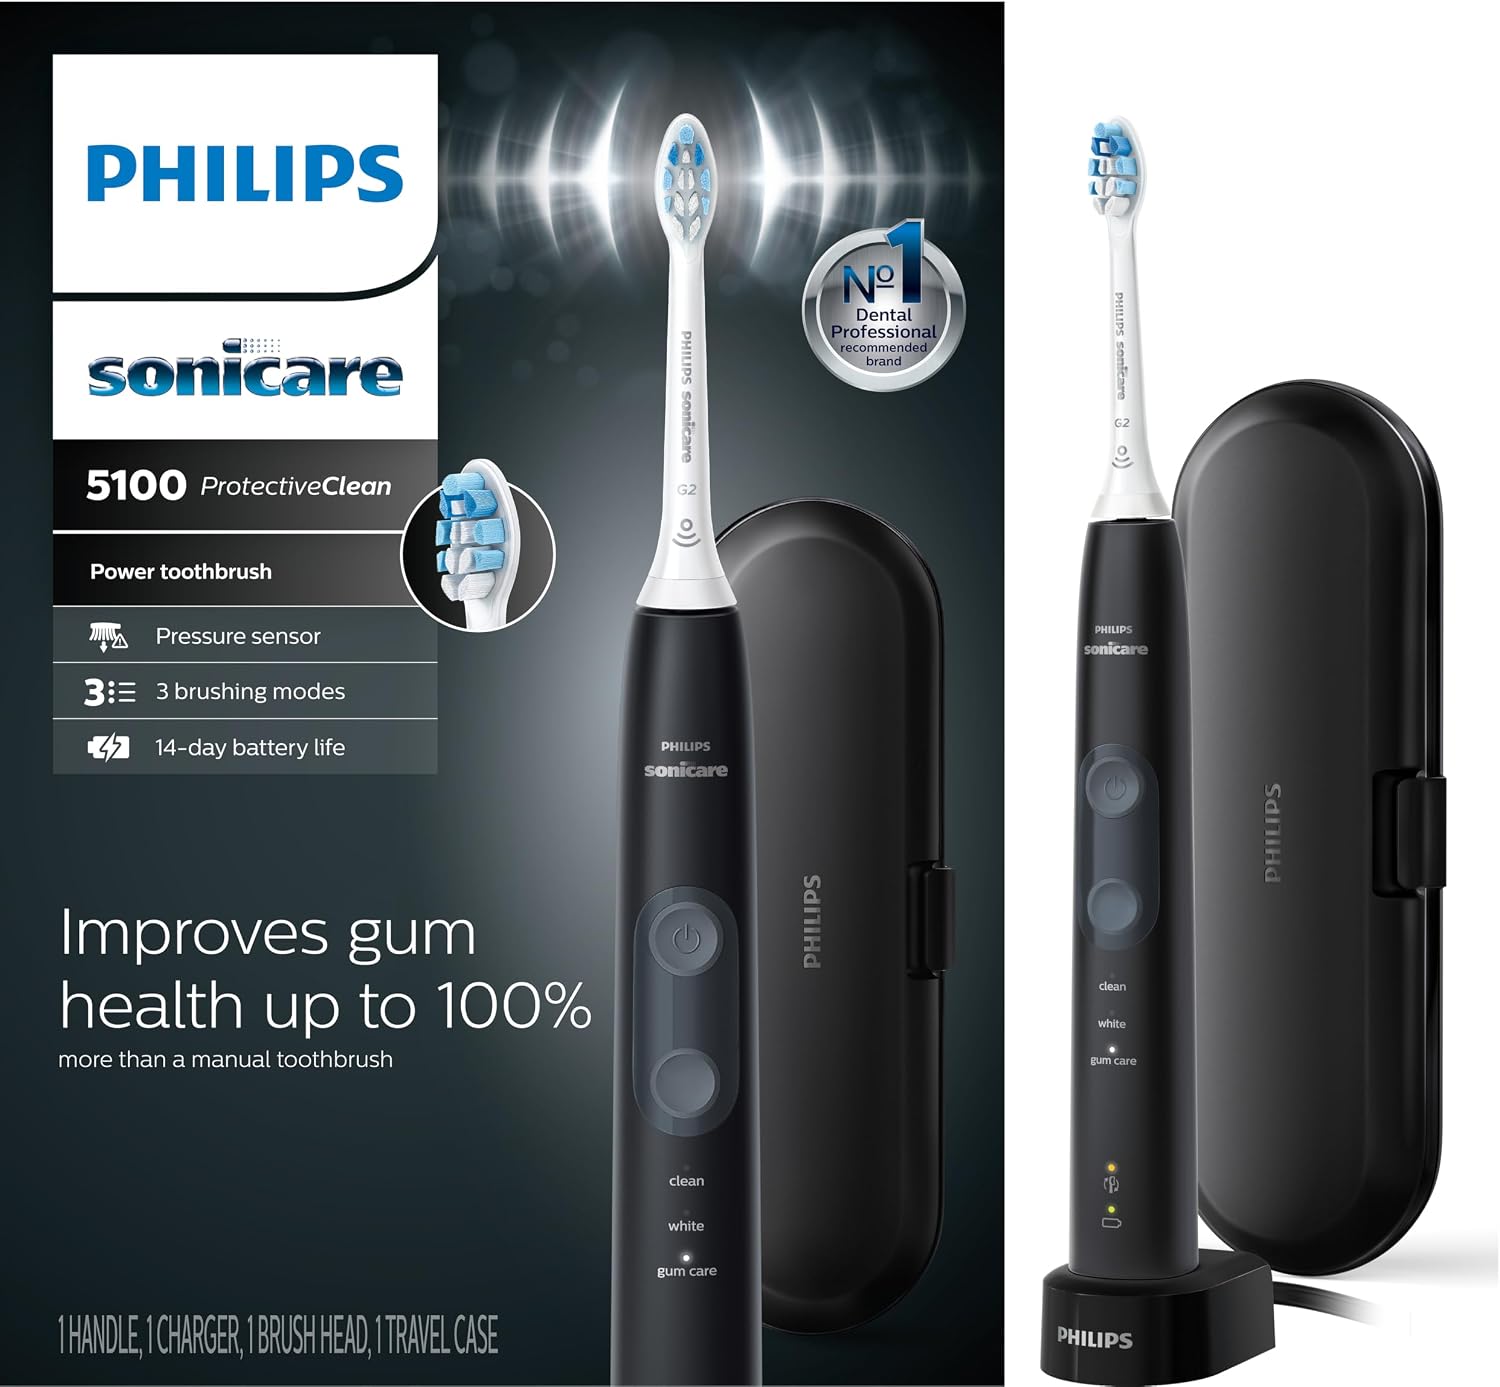 PHILIPS
sonicare
5100 ProtectiveClean
Power toothbrush
Pressure sensor
3 3 brushing modes
14-day battery life
Improves gum
health up to 100%
more than a manual toothbrush
1 HANDLE, 1 CHARGER, 1 BRUSH HEAD, 1 TRAVEL CASE
Nº1
Dental
Professional
recommended
brand
PHILIPS sonicare
G2
PHILIPS
sonicare
clean
white
gum care
PHILIPS
PHILIPS sonicare
G2
PHILIPS
sonicare
clean
white
gum care
PHILIPS
PHILIPS